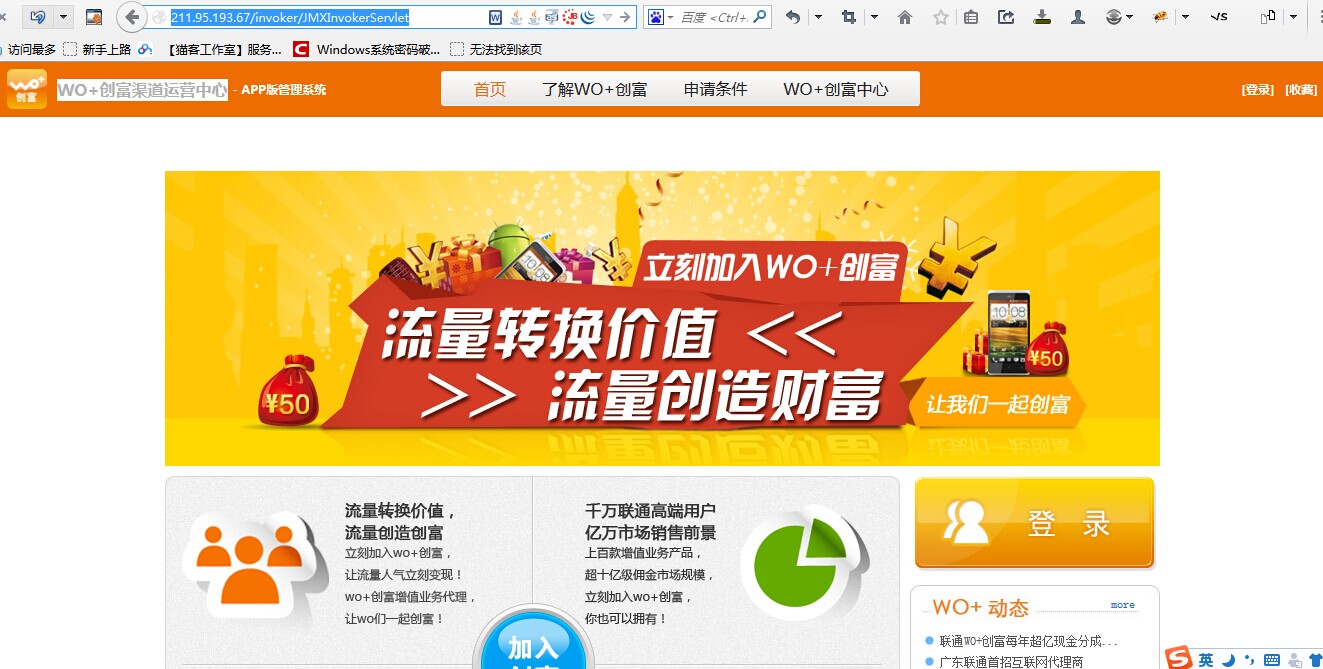 211.95.193.67/invoker/JMXInvokerServlet
百度 <Ctrl+.
访问最多 新手上路 【猫客工作室】服务... Windows系统密码破... 无法找到该页
WO+ 创富 WO+创富渠道运营中心 - APP版管理系统 首页 了解WO+创富 申请条件 WO+创富中心 [登录] [收藏]
立刻加入WO+创富
流量转换价值 <<
>> 流量创造财富
¥50
10:08
10:08
¥50
让我们一起创富
流量转换价值，
流量创造创富
立刻加入wo+创富，
让流量人气立刻变现！
wo+创富增值业务代理，
让wo们一起创富！
千万联通高端用户
亿万市场销售前景
上百款增值业务产品，
超十亿级佣金市场规模，
立刻加入wo+创富，
你也可以拥有！
加入
登 录
WO+ 动态 more
联通WO+创富每年超亿现金分成...
广东联通首招互联网代理商
英